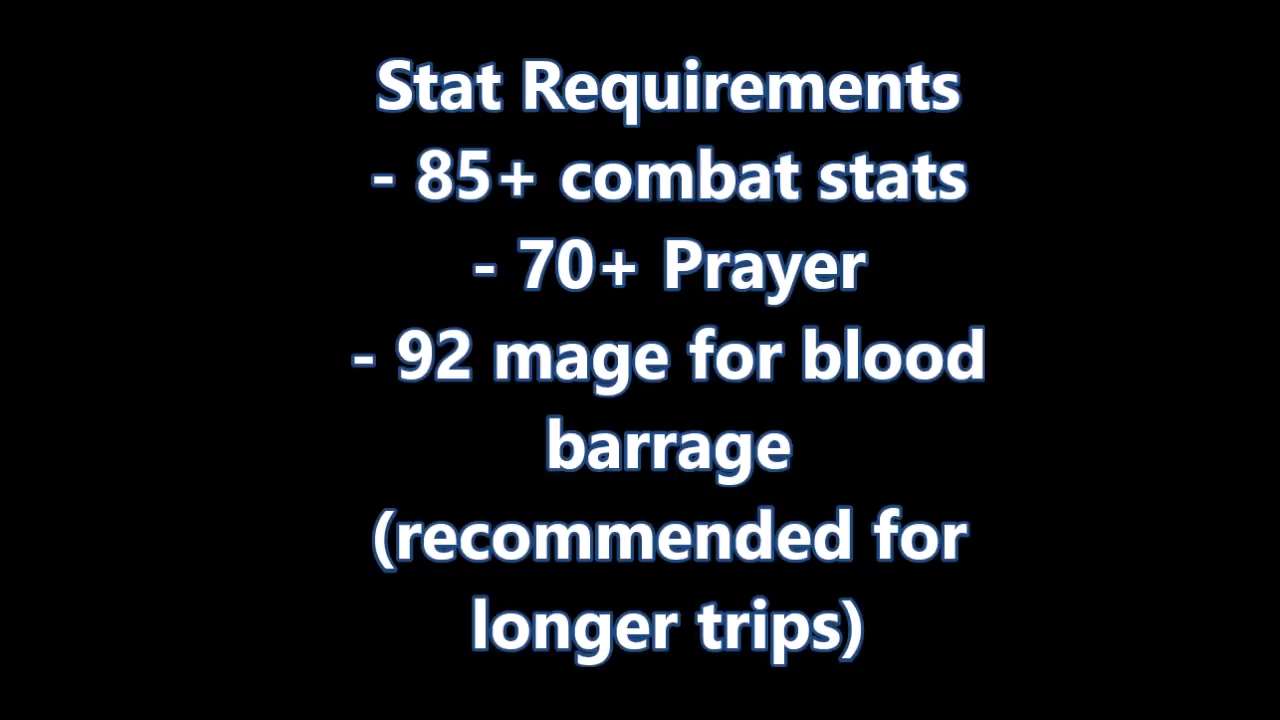 Stat Requirements
- 85+ combat stats
- 70+ Prayer
- 92 mage for blood
barrage
(recommended for
longer trips)